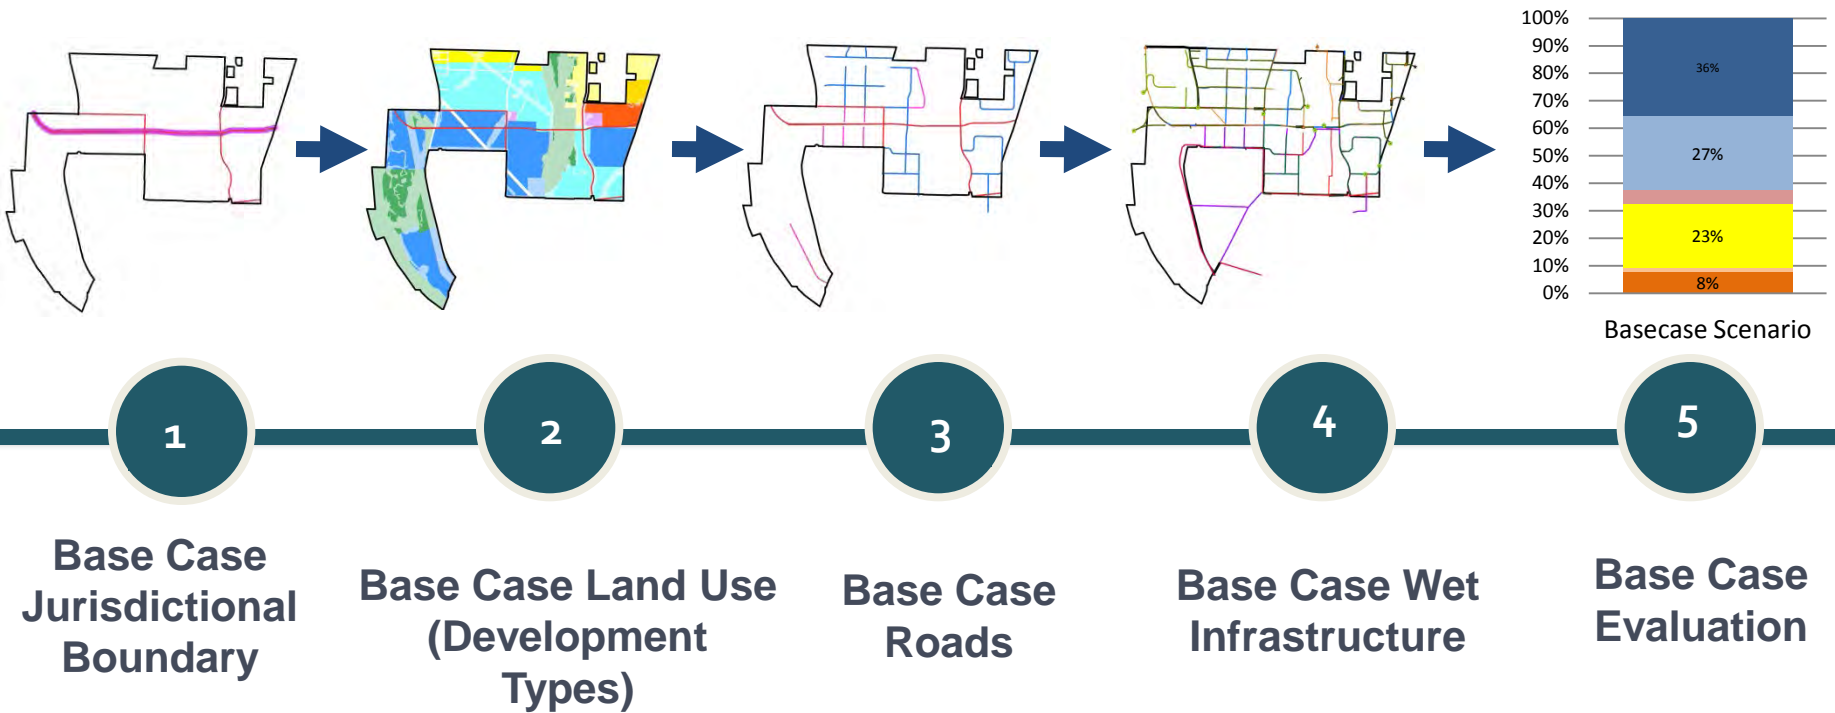 100%
90%
80%
70%
60%
50%
40%
30%
20%
10%
0%
36%
27%
23%
8%
Basecase Scenario
1
2
3
4
5
Base Case
Jurisdictional
Boundary
Base Case Land Use
(Development
Types)
Base Case
Roads
Base Case Wet
Infrastructure
Base Case
Evaluation